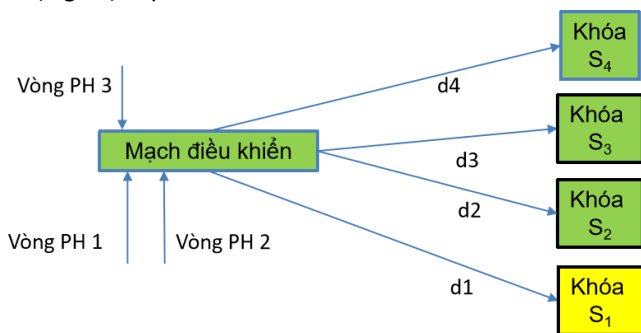 Khóa
S₄
Vòng PH 3
d4
Khóa
S₃
Mạch điều khiển
d3
d2
Khóa
S₂
Vòng PH 1
Vòng PH 2
d1
Khóa
S₁